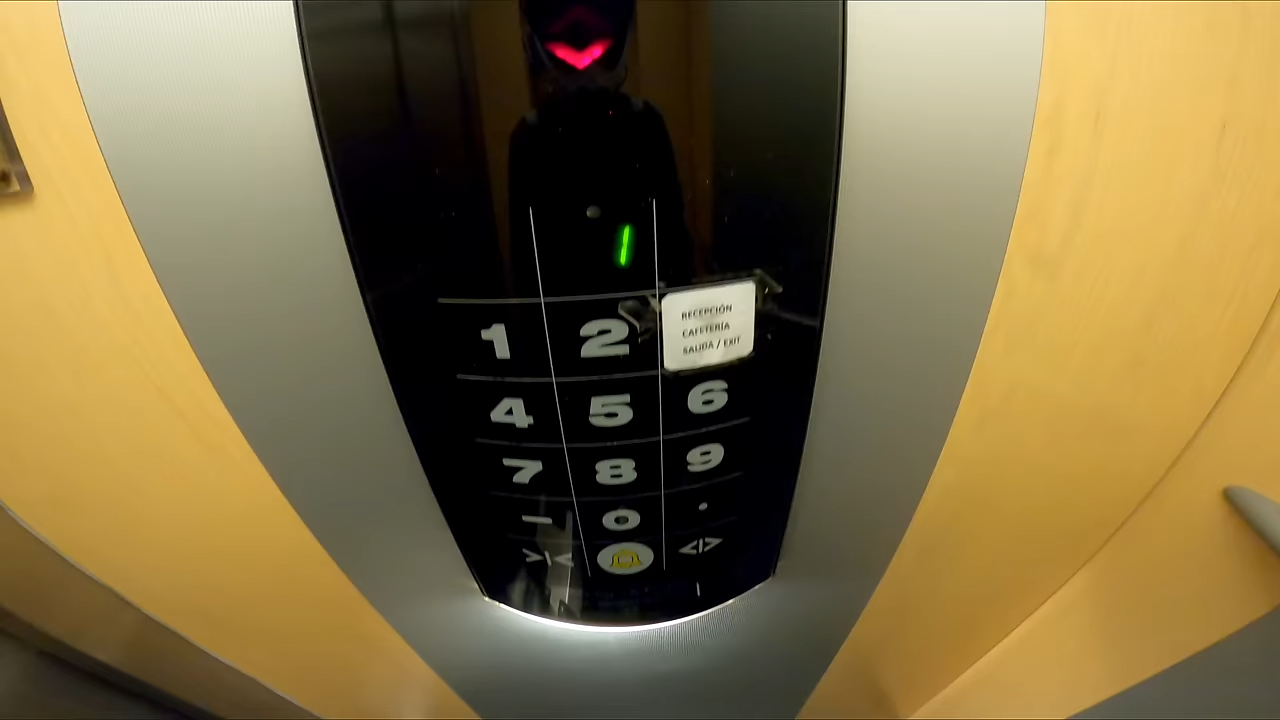 1
1 2
RECEPCIÓN
CAFETERÍA
SALIDA / EXIT
4 5 6
7 8 9
- 0 .
>|< <|>